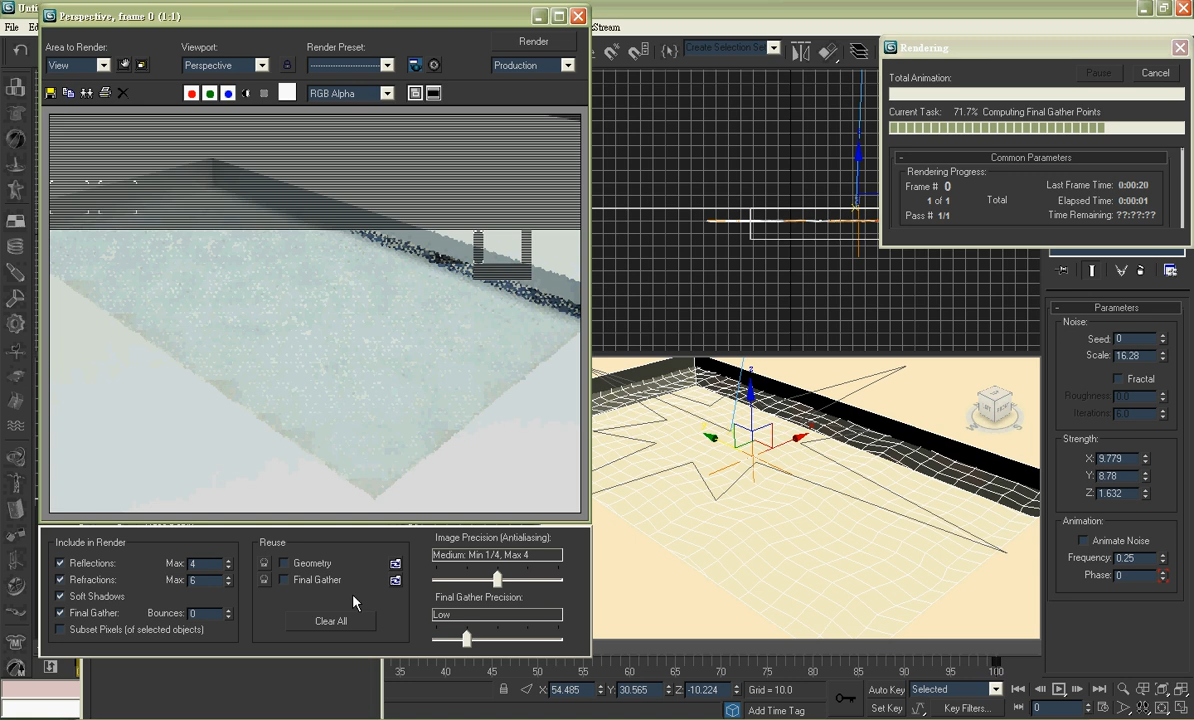 Perspective, frame 0 (1:1)
File
Area to Render:
Viewport:
Render Preset:
Render
View
Perspective
Production
RGB Alpha
Create Selection Se
Rendering
Total Animation:
Pause
Cancel
Current Task: 71.7% Computing Final Gather Points
Common Parameters
Rendering Progress:
Frame # 0
Last Frame Time: 0:00:20
1 of 1
Total
Elapsed Time: 0:00:01
Pass # 1/1
Time Remaining: ??:??:??
Parameters
Noise:
Seed: 0
Scale: 16.28
Fractal
Roughness: 0.0
Iterations: 6.0
Strength:
X: 9.779
Y: 8.78
Z: 1.632
Animation:
Animate Noise
Frequency: 0.25
Phase: 0
Include in Render
Reflections: Max: 4
Refractions: Max: 6
Soft Shadows
Final Gather: Bounces: 0
Subset Pixels (of selected objects)
Reuse
Geometry
Final Gather
Clear All
Image Precision (Antialiasing):
Medium: Min 1/4, Max 4
Final Gather Precision:
Low
35 40 45 50 55 60 65 70 75 80 85 90 95 100
X: 54.485 Y: 30.565 Z: -10.224 Grid = 10.0
Auto Key Selected
Add Time Tag
Set Key Key Filters... 0